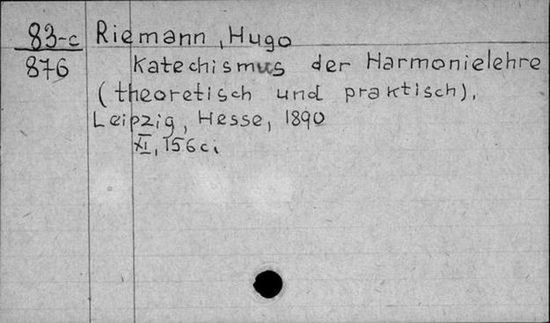 83-c Riemann, Hugo
876 Katechismus der Harmonielehre
(theoretisch und praktisch),
Leipzig, Hesse, 1890
XI, 156 c.